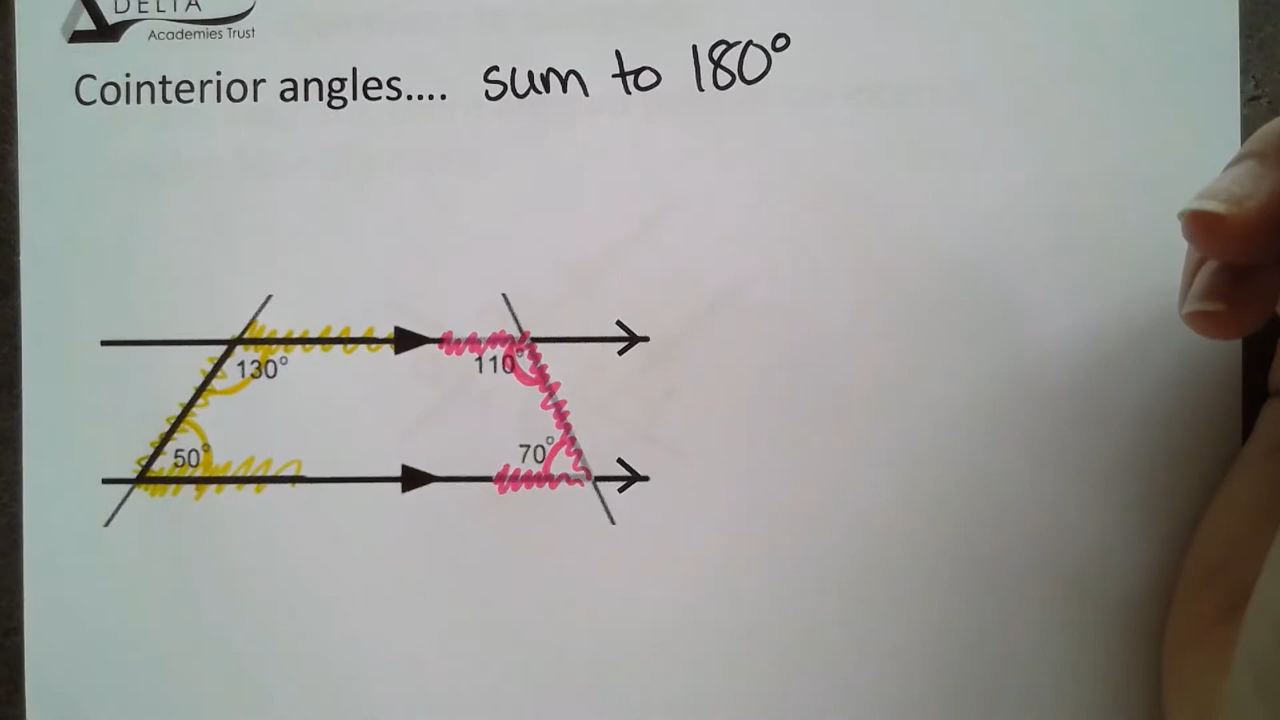 DELTA
Academies Trust
Cointerior angles.... sum to 180°
130°
110°
50°
70°